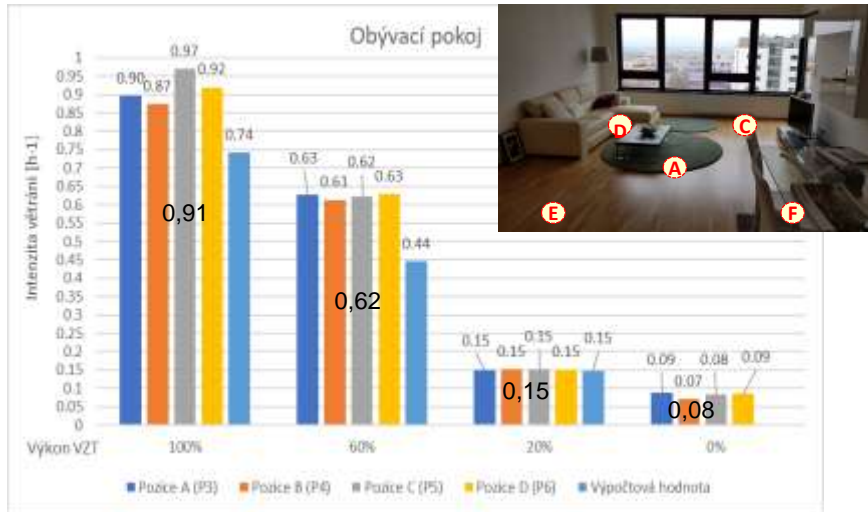 Obývací pokoj
Intenzita větrání [h-1]
1
0.95
0.9
0.85
0.8
0.75
0.7
0.65
0.6
0.55
0.5
0.45
0.4
0.35
0.3
0.25
0.2
0.15
0.1
0.05
0
0.90 0.87 0.97 0.92 0.74
0,91
0.63 0.61 0.62 0.63 0.44
0,62
0.15 0.15 0.15 0.15 0.15
0,15
0.09 0.07 0.08 0.09
0,08
D C
A
E F
Výkon VZT 100% 60% 20% 0%
Pozice A (P3) Pozice B (P4) Pozice C (P5) Pozice D (P6) Výpočtová hodnota